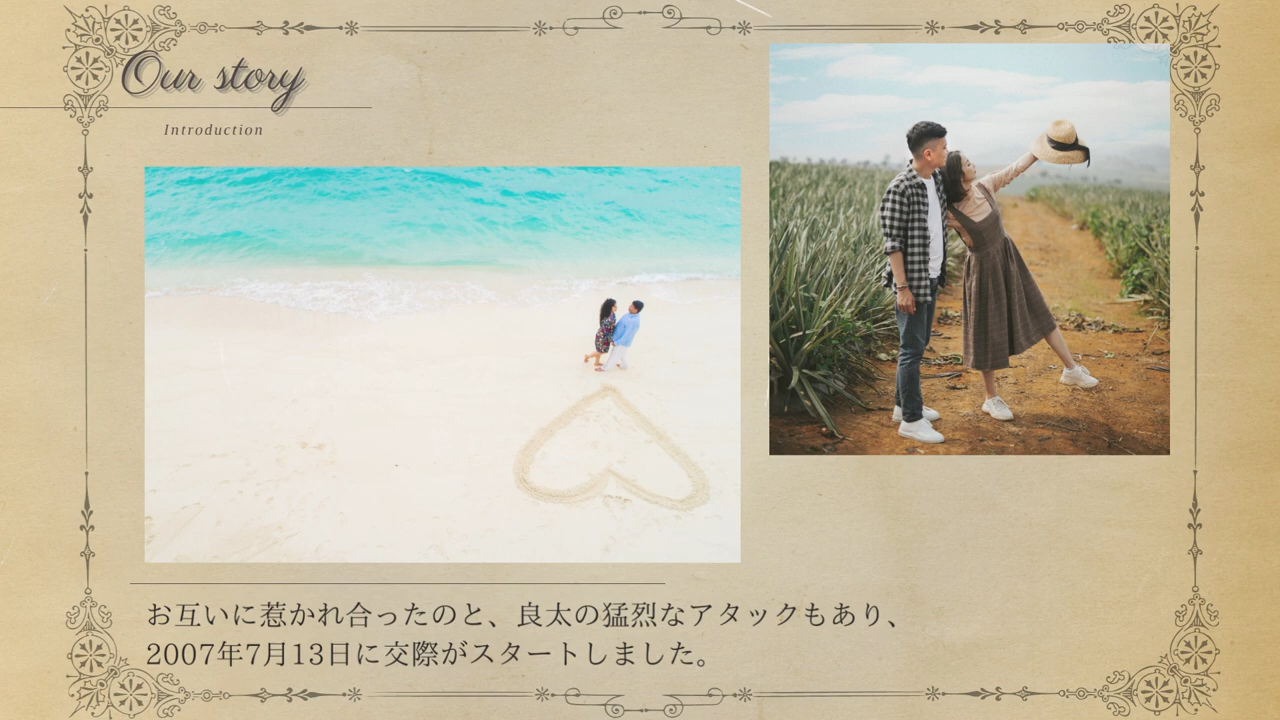 Our story
Introduction
お互いに惹かれ合ったのと、良太の猛烈なアタックもあり、
2007年7月13日に交際がスタートしました。